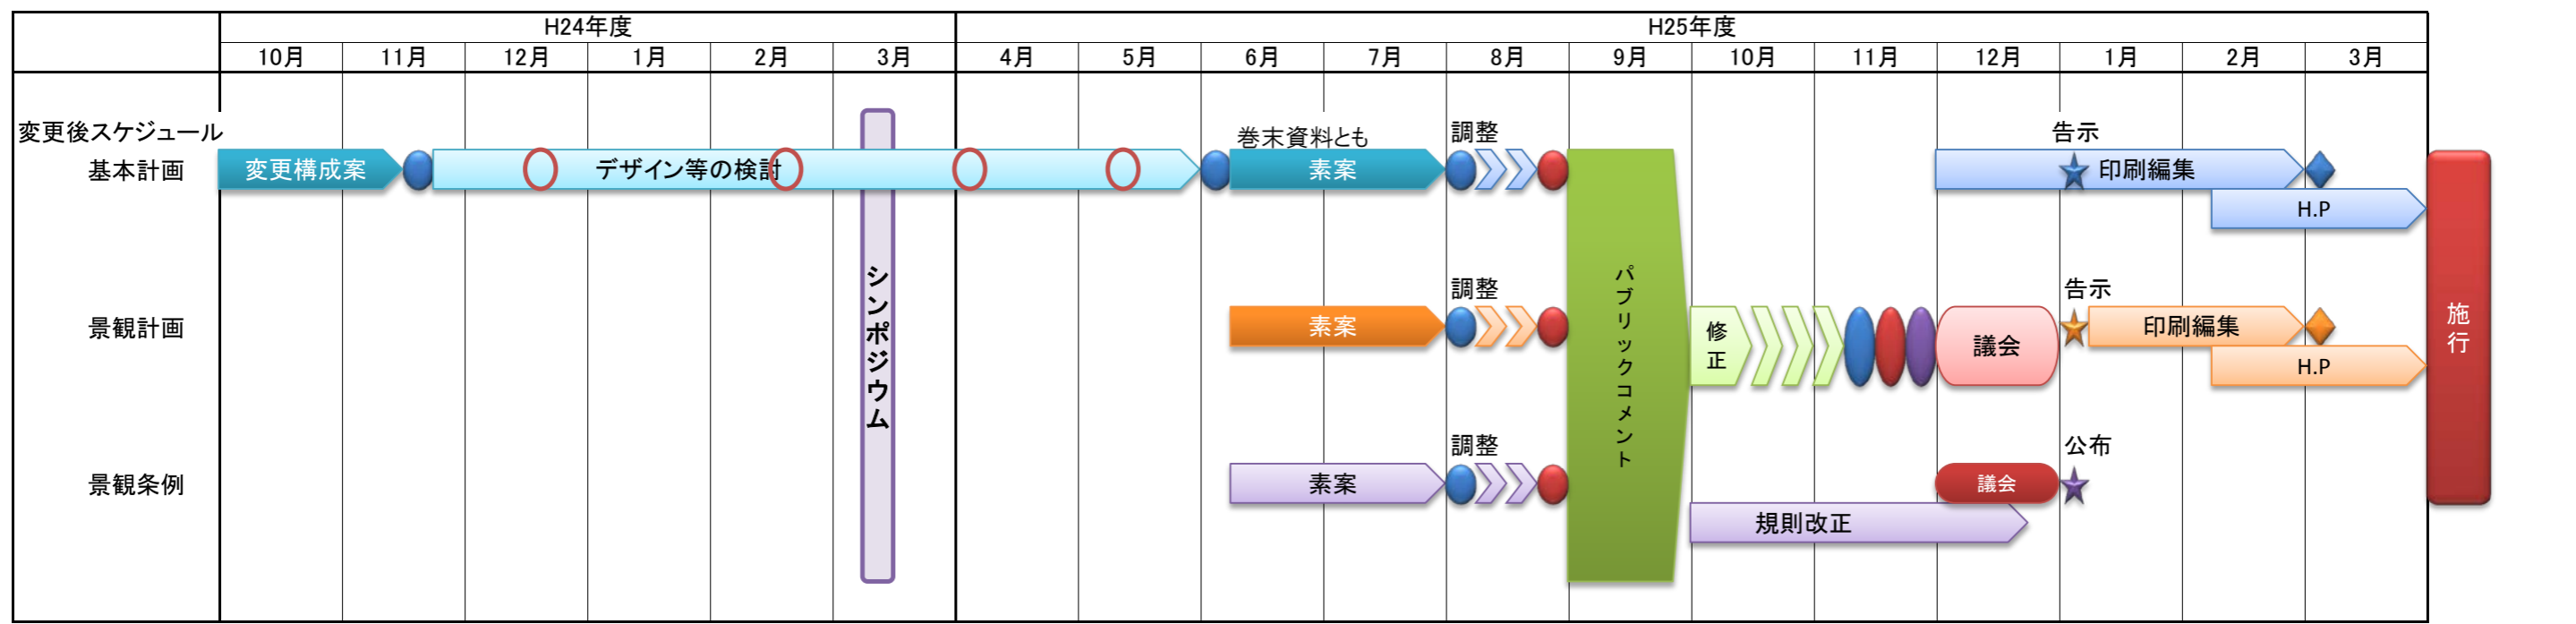 H24年度
H25年度
10月
11月
12月
1月
2月
3月
4月
5月
6月
7月
8月
9月
10月
11月
12月
1月
2月
3月
変更後スケジュール
基本計画
変更構成案
デザイン等の検討
巻末資料とも
素案
調整
告示
印刷編集
H.P
シンポジウム
パブリックコメント
施行
景観計画
素案
調整
修正
議会
告示
印刷編集
H.P
景観条例
素案
調整
議会
公布
規則改正